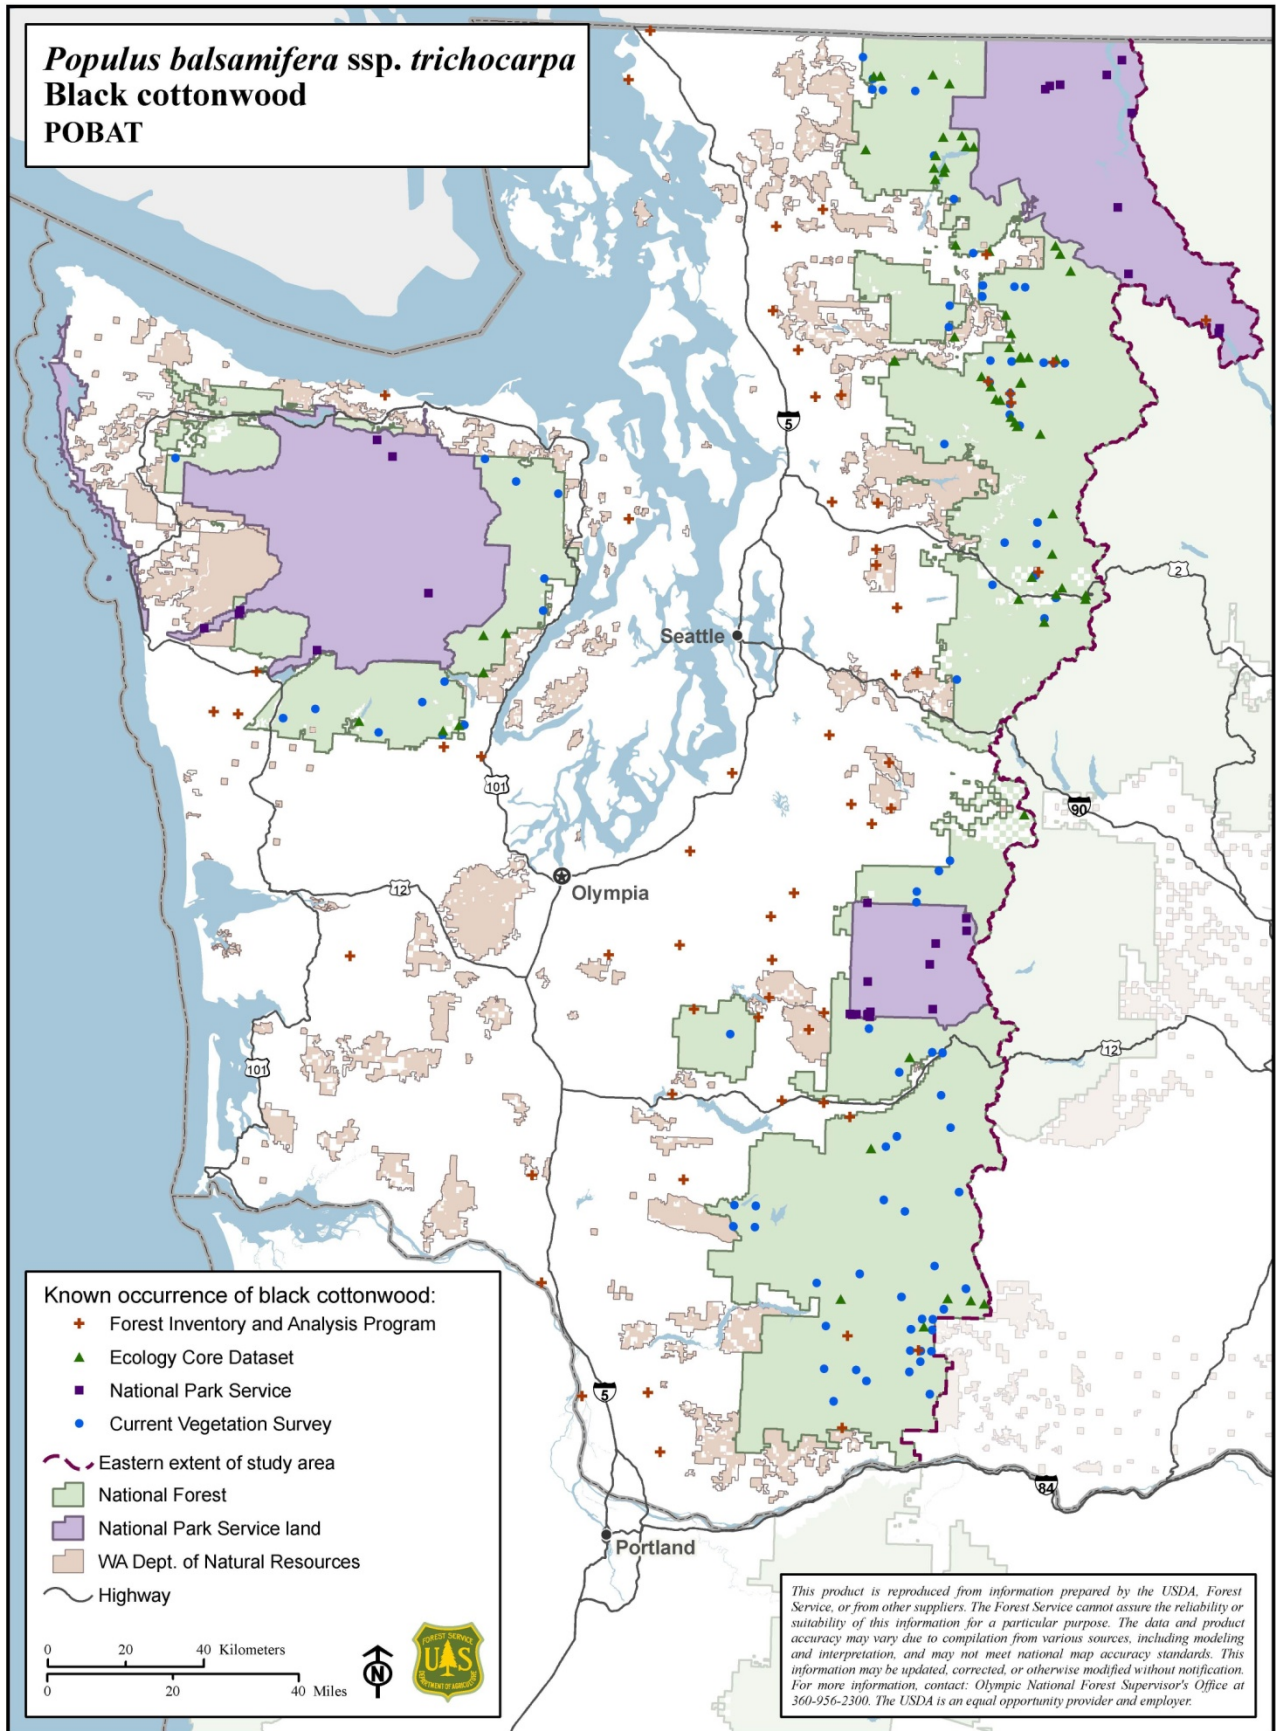 Populus balsamifera ssp. trichocarpa
Black cottonwood
POBAT
5
2
Seattle
101
90
12
Olympia
101
12
Known occurrence of black cottonwood:
Forest Inventory and Analysis Program
Ecology Core Dataset
National Park Service
Current Vegetation Survey
Eastern extent of study area
National Forest
National Park Service land
WA Dept. of Natural Resources
Highway
0 20 40 Kilometers
0 20 40 Miles
N
FOREST SERVICE
U S
DEPARTMENT OF AGRICULTURE
5
84
Portland
This product is reproduced from information prepared by the USDA, Forest
Service, or from other suppliers. The Forest Service cannot assure the reliability or
suitability of this information for a particular purpose. The data and product
accuracy may vary due to compilation from various sources, including modeling
and interpretation, and may not meet national map accuracy standards. This
information may be updated, corrected, or otherwise modified without notification.
For more information, contact: Olympic National Forest Supervisor's Office at
360-956-2300. The USDA is an equal opportunity provider and employer.